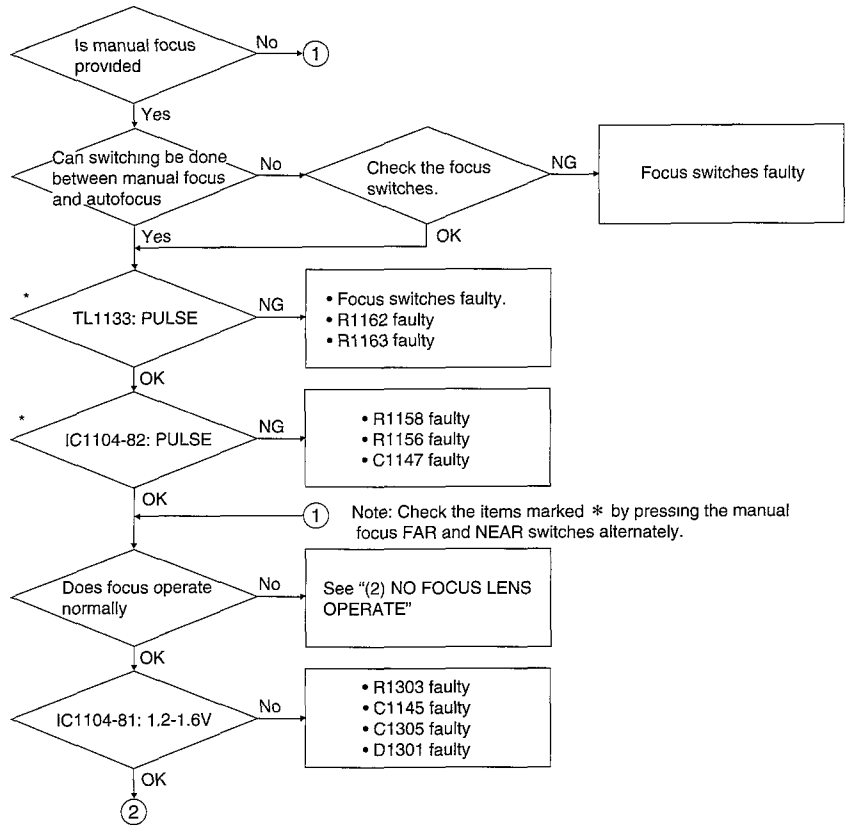 Is manual focus
provided
No
1
Yes
Can switching be done
between manual focus
and autofocus
No
Check the focus
switches.
NG
Focus switches faulty
Yes
OK
*
TL1133: PULSE
NG
• Focus switches faulty.
• R1162 faulty
• R1163 faulty
OK
*
IC1104-82: PULSE
NG
• R1158 faulty
• R1156 faulty
• C1147 faulty
OK
1
Note: Check the items marked * by pressing the manual
focus FAR and NEAR switches alternately.
Does focus operate
normally
No
See "(2) NO FOCUS LENS
OPERATE"
OK
IC1104-81: 1.2-1.6V
No
• R1303 faulty
• C1145 faulty
• C1305 faulty
• D1301 faulty
OK
2